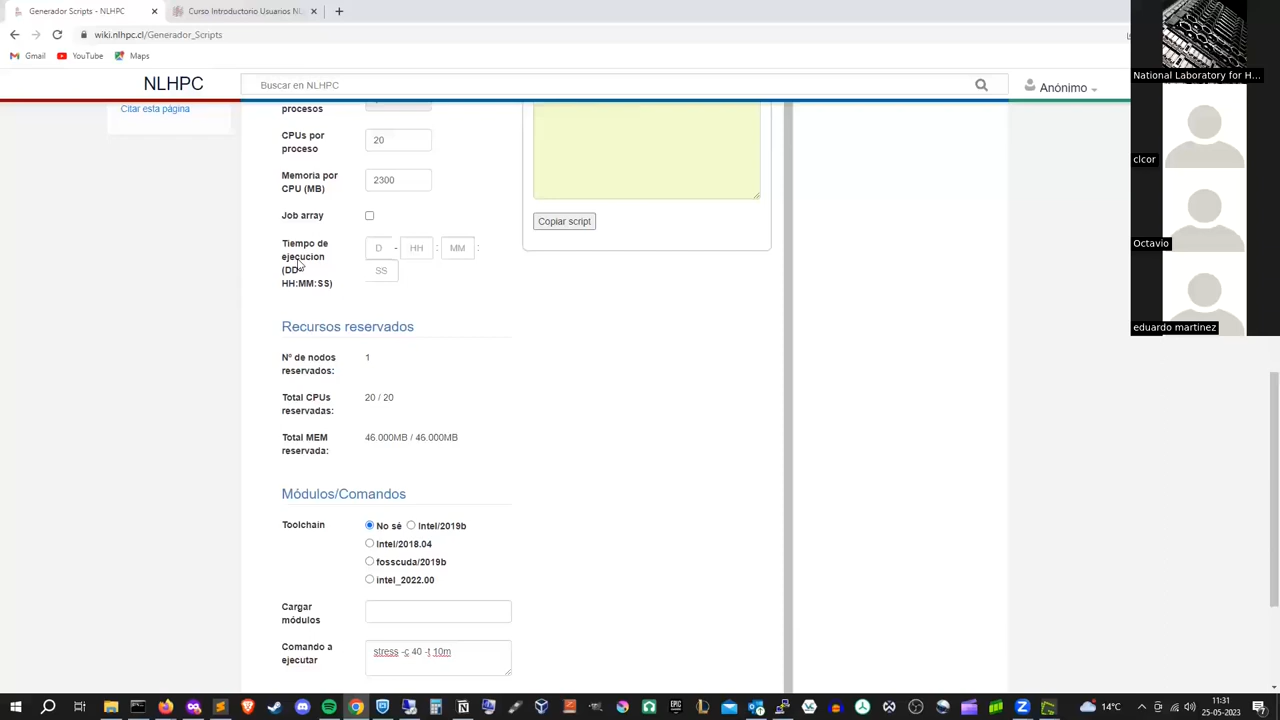 Generador Scripts - NLHPC
Curso Introductorio Usuarios NL
wiki.nlhpc.cl/Generador_Scripts
Gmail
YouTube
Maps
NLHPC
Buscar en NLHPC
Anónimo
Citar esta página
procesos
CPUs por
proceso
20
Memoria por
CPU (MB)
2300
Job array
Tiempo de
ejecucion
(DD-
HH:MM:SS)
D - HH : MM :
SS
Copiar script
Recursos reservados
Nº de nodos
reservados:
1
Total CPUs
reservadas:
20 / 20
Total MEM
reservada:
46.000MB / 46.000MB
Módulos/Comandos
Toolchain
No sé
Intel/2019b
Intel/2018.04
fosscuda/2019b
intel_2022.00
Cargar
módulos
Comando a
ejecutar
stress -c 40 -t 10m
National Laboratory for H...
clcor
Octavio
eduardo martinez
14°C
11:31
25-05-2023